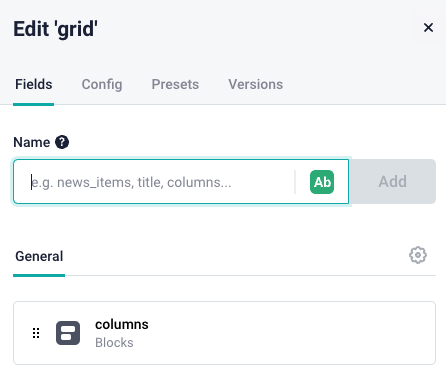 Edit 'grid'
Fields Config Presets Versions
Name ?
e.g. news_items, title, columns... Ab Add
General
columns
Blocks